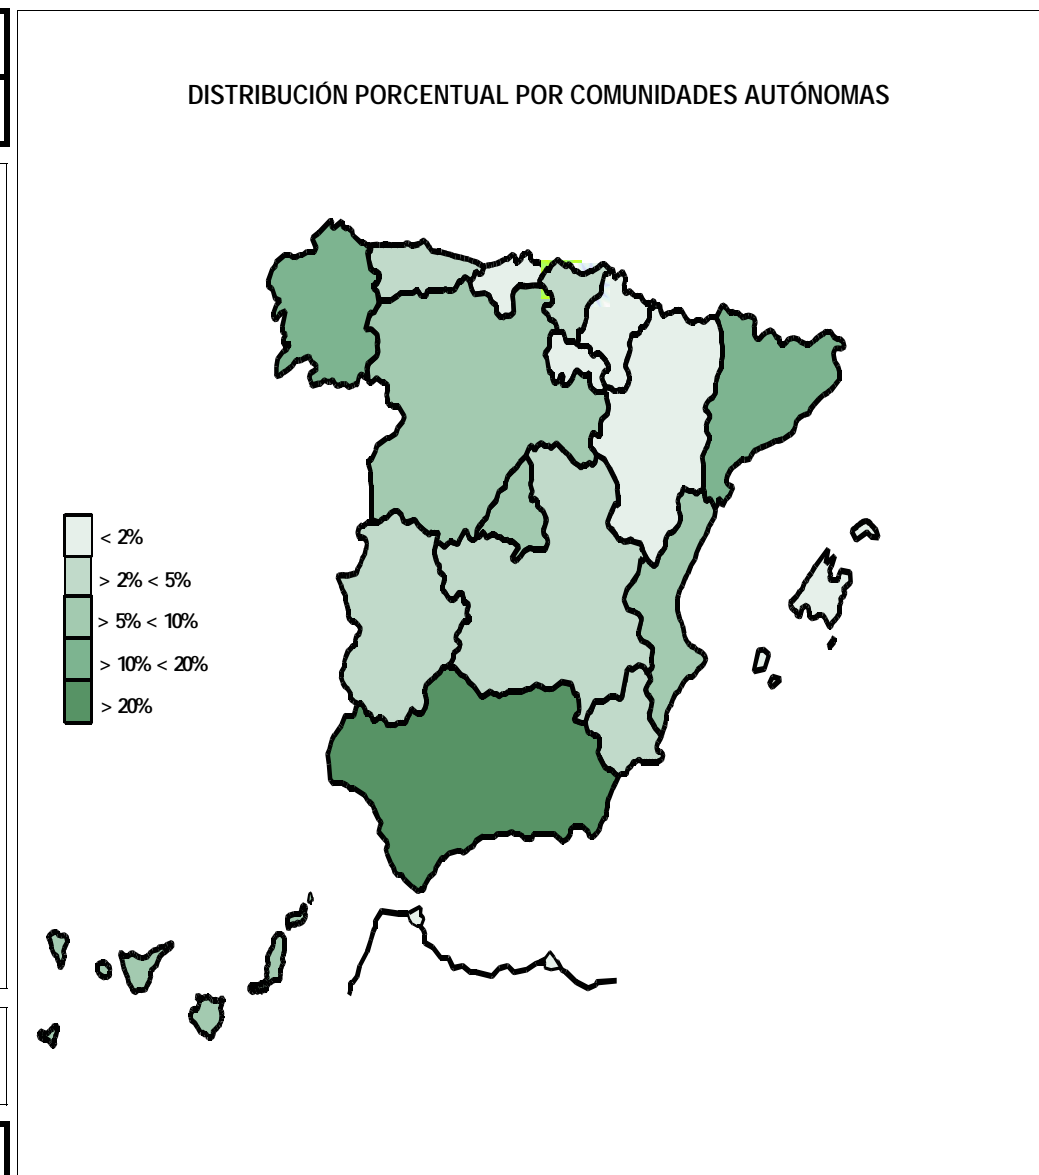 DISTRIBUCIÓN PORCENTUAL POR COMUNIDADES AUTÓNOMAS
< 2%
> 2% < 5%
> 5% < 10%
> 10% < 20%
> 20%